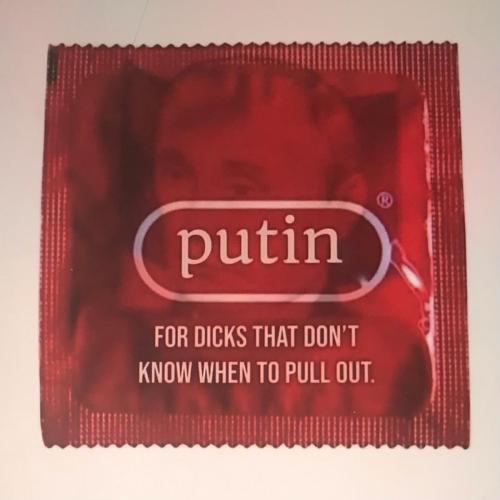 putin®
FOR DICKS THAT DON'T
KNOW WHEN TO PULL OUT.